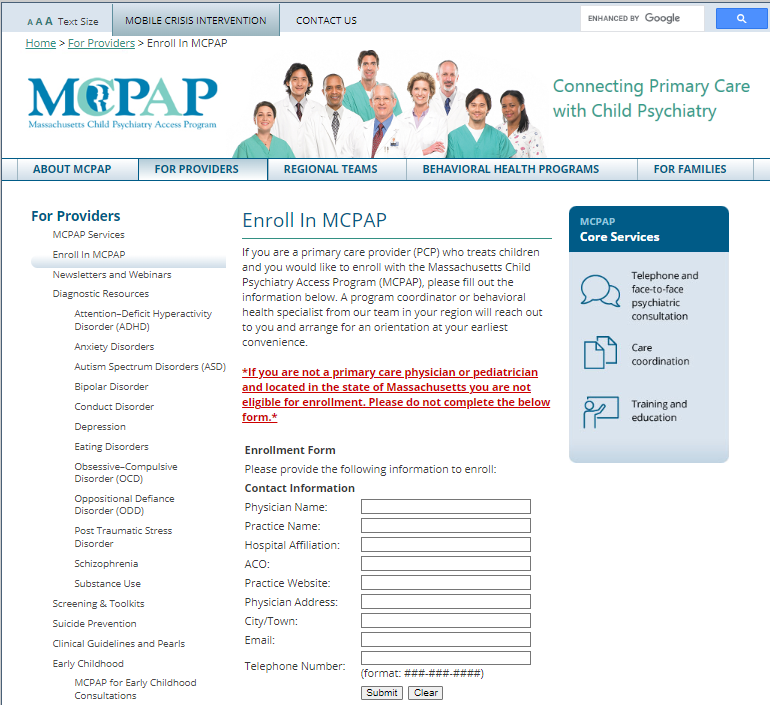 A A A Text Size
MOBILE CRISIS INTERVENTION
CONTACT US
ENHANCED BY Google
Home > For Providers > Enroll In MCPAP
MCPAP
Massachusetts Child Psychiatry Access Program
Connecting Primary Care
with Child Psychiatry
ABOUT MCPAP
FOR PROVIDERS
REGIONAL TEAMS
BEHAVIORAL HEALTH PROGRAMS
FOR FAMILIES
For Providers
MCPAP Services
Enroll In MCPAP
Newsletters and Webinars
Diagnostic Resources
Attention–Deficit Hyperactivity
Disorder (ADHD)
Anxiety Disorders
Autism Spectrum Disorders (ASD)
Bipolar Disorder
Conduct Disorder
Depression
Eating Disorders
Obsessive–Compulsive
Disorder (OCD)
Oppositional Defiance
Disorder (ODD)
Post Traumatic Stress
Disorder
Schizophrenia
Substance Use
Screening & Toolkits
Suicide Prevention
Clinical Guidelines and Pearls
Early Childhood
MCPAP for Early Childhood
Consultations
Enroll In MCPAP
If you are a primary care provider (PCP) who treats children
and you would like to enroll with the Massachusetts Child
Psychiatry Access Program (MCPAP), please fill out the
information below. A program coordinator or behavioral
health specialist from our team in your region will reach out
to you and arrange for an orientation at your earliest
convenience.
*If you are not a primary care physician or pediatrician
and located in the state of Massachusetts you are not
eligible for enrollment. Please do not complete the below
form.*
Enrollment Form
Please provide the following information to enroll:
Contact Information
Physician Name:
Practice Name:
Hospital Affiliation:
ACO:
Practice Website:
Physician Address:
City/Town:
Email:
Telephone Number:
(format: ###-###-####)
Submit
Clear
MCPAP
Core Services
Telephone and
face-to-face
psychiatric
consultation
Care
coordination
Training and
education